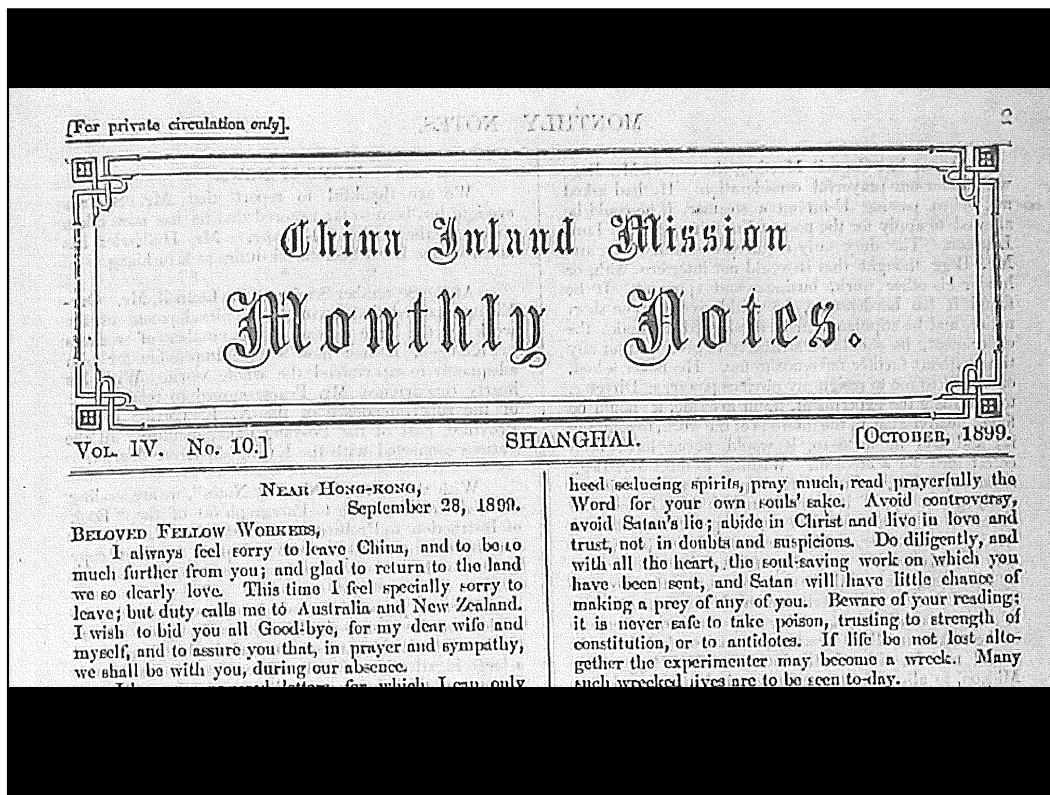 [For private circulation only].
China Inland Mission
Monthly Notes.
VOL. IV. No. 10.]
SHANGHAI.
[OCTOBER, 1899.
NEAR HONG-KONG,
September 28, 1899.
BELOVED FELLOW WORKERS,
I always feel sorry to leave China, and to be so
much further from you; and glad to return to the land
we so dearly love. This time I feel specially sorry to
leave; but duty calls me to Australia and New Zealand.
I wish to bid you all Good-bye, for my dear wife and
myself, and to assure you that, in prayer and sympathy,
we shall be with you, during our absence.
letters, for which I can only
heed seducing spirits, pray much, read prayerfully the
Word for your own souls' sake. Avoid controversy,
avoid Satan's lie; abide in Christ and live in love and
trust, not in doubts and suspicions. Do diligently, and
with all the heart, the soul-saving work on which you
have been sent, and Satan will have little chance of
making a prey of any of you. Beware of your reading;
it is never safe to take poison, trusting to strength of
constitution, or to antidotes. If life be not lost alto-
gether the experimenter may become a wreck. Many
such wrecked lives are to be seen to-day.